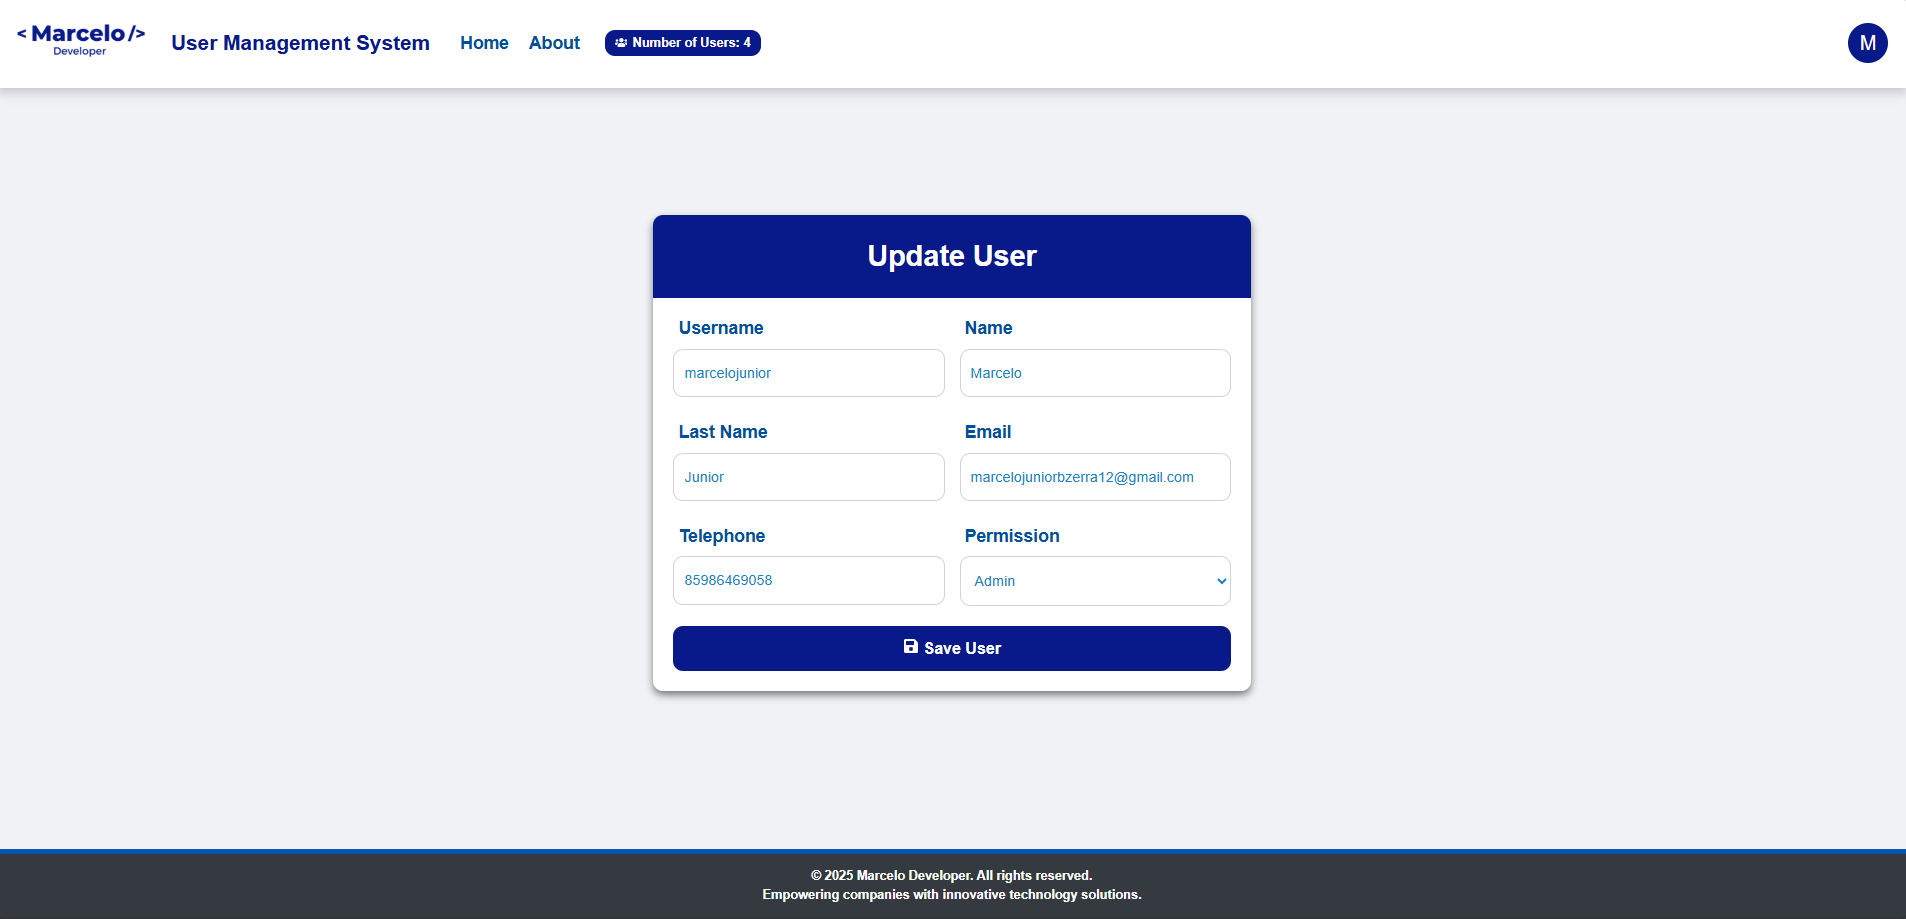 < Marcelo />
Developer
User Management System
Home
About
Number of Users: 4
M
Update User
Username
Name
marcelojunior
Marcelo
Last Name
Email
Junior
marcelojuniorbzerra12@gmail.com
Telephone
Permission
85986469058
Admin
Save User
© 2025 Marcelo Developer. All rights reserved.
Empowering companies with innovative technology solutions.